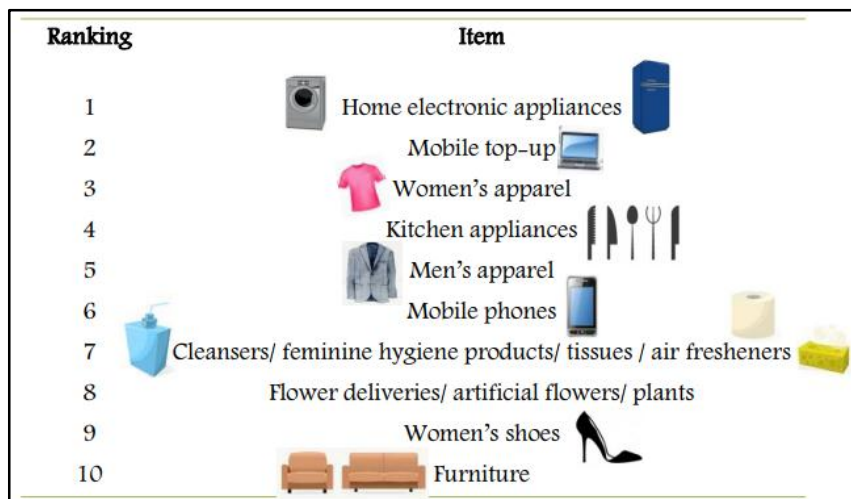 Ranking Item
1 Home electronic appliances
2 Mobile top-up
3 Women's apparel
4 Kitchen appliances
5 Men's apparel
6 Mobile phones
7 Cleansers/ feminine hygiene products/ tissues / air fresheners
8 Flower deliveries/ artificial flowers/ plants
9 Women's shoes
10 Furniture